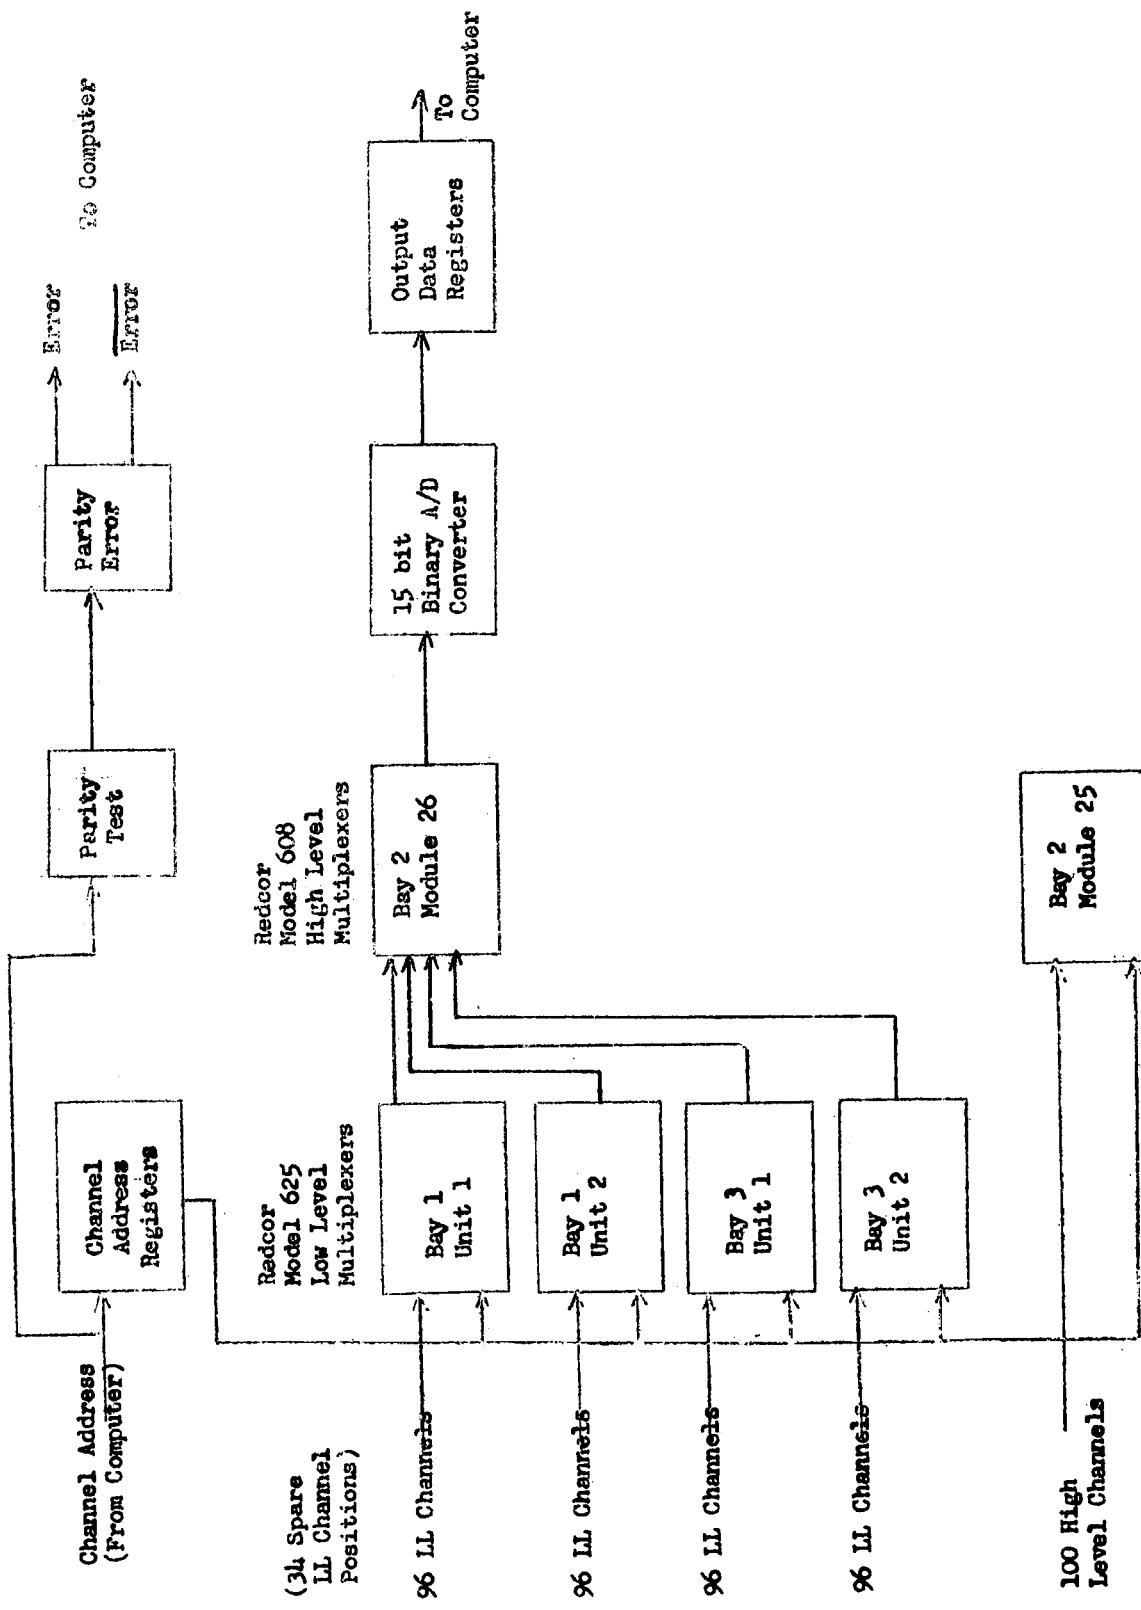 Channel Address
(From Computer)
Channel
Address
Registers
Parity
Test
Parity
Error
Error
Error
To Computer
(34 Spare
LL Channel
Positions)
Redcor
Model 625
Low Level
Multiplexers
Redcor
Model 608
High Level
Multiplexers
96 LL Channels
Bay 1
Unit 1
Bay 2
Module 26
15 bit
Binary A/D
Converter
Output
Data
Registers
To
Computer
96 LL Channels
Bay 1
Unit 2
96 LL Channels
Bay 3
Unit 1
96 LL Channels
Bay 3
Unit 2
100 High
Level Channels
Bay 2
Module 25